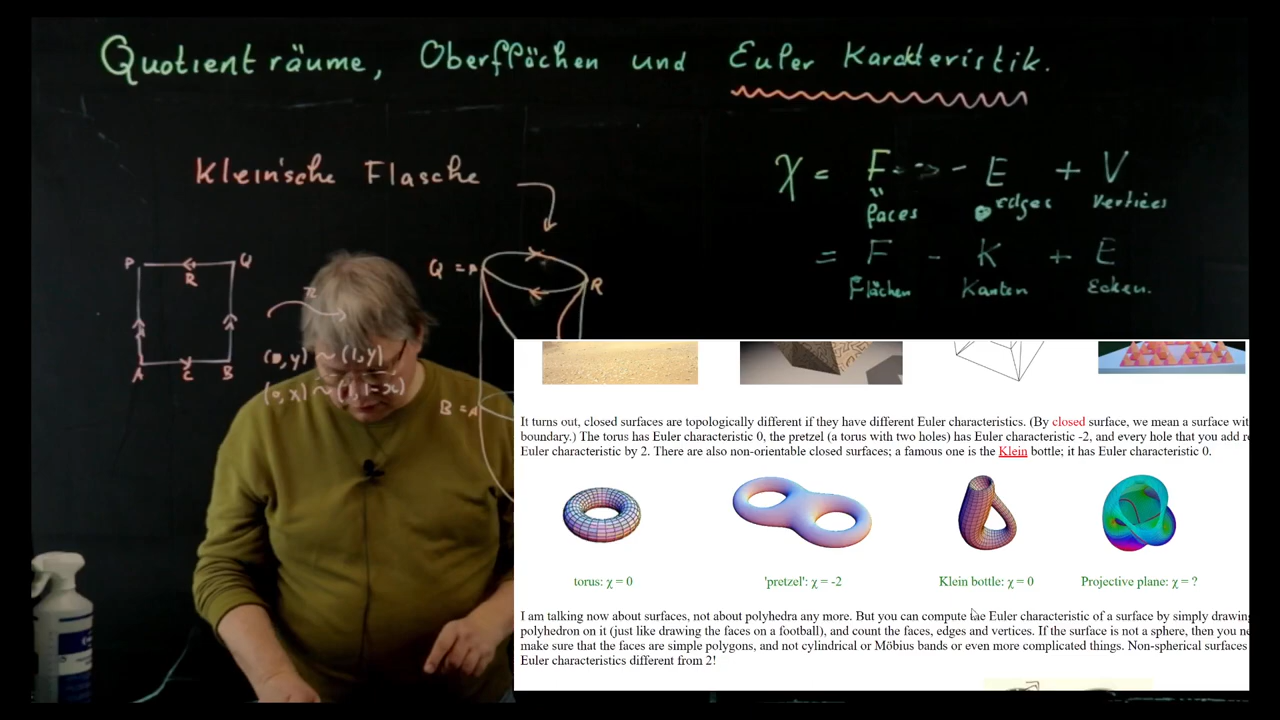 Quotienträume, Oberflächen und Euler Karakteristik.
Kleinsche Flasche
χ = F - E + V
faces edges vertices
= F - K + E
Flächen Kanten Ecken.
P R Q
A C B
π
(0,y) ~ (1,y)
(0,x) ~ (1,1-x)
Q = P R
B = A
It turns out, closed surfaces are topologically different if they have different Euler characteristics. (By closed surface, we mean a surface wit
boundary.) The torus has Euler characteristic 0, the pretzel (a torus with two holes) has Euler characteristic -2, and every hole that you add re
Euler characteristic by 2. There are also non-orientable closed surfaces; a famous one is the Klein bottle; it has Euler characteristic 0.
torus: χ = 0
'pretzel': χ = -2
Klein bottle: χ = 0
Projective plane: χ = ?
I am talking now about surfaces, not about polyhedra any more. But you can compute the Euler characteristic of a surface by simply drawing
polyhedron on it (just like drawing the faces on a football), and count the faces, edges and vertices. If the surface is not a sphere, then you ne
make sure that the faces are simple polygons, and not cylindrical or Möbius bands or even more complicated things. Non-spherical surfaces
Euler characteristics different from 2!